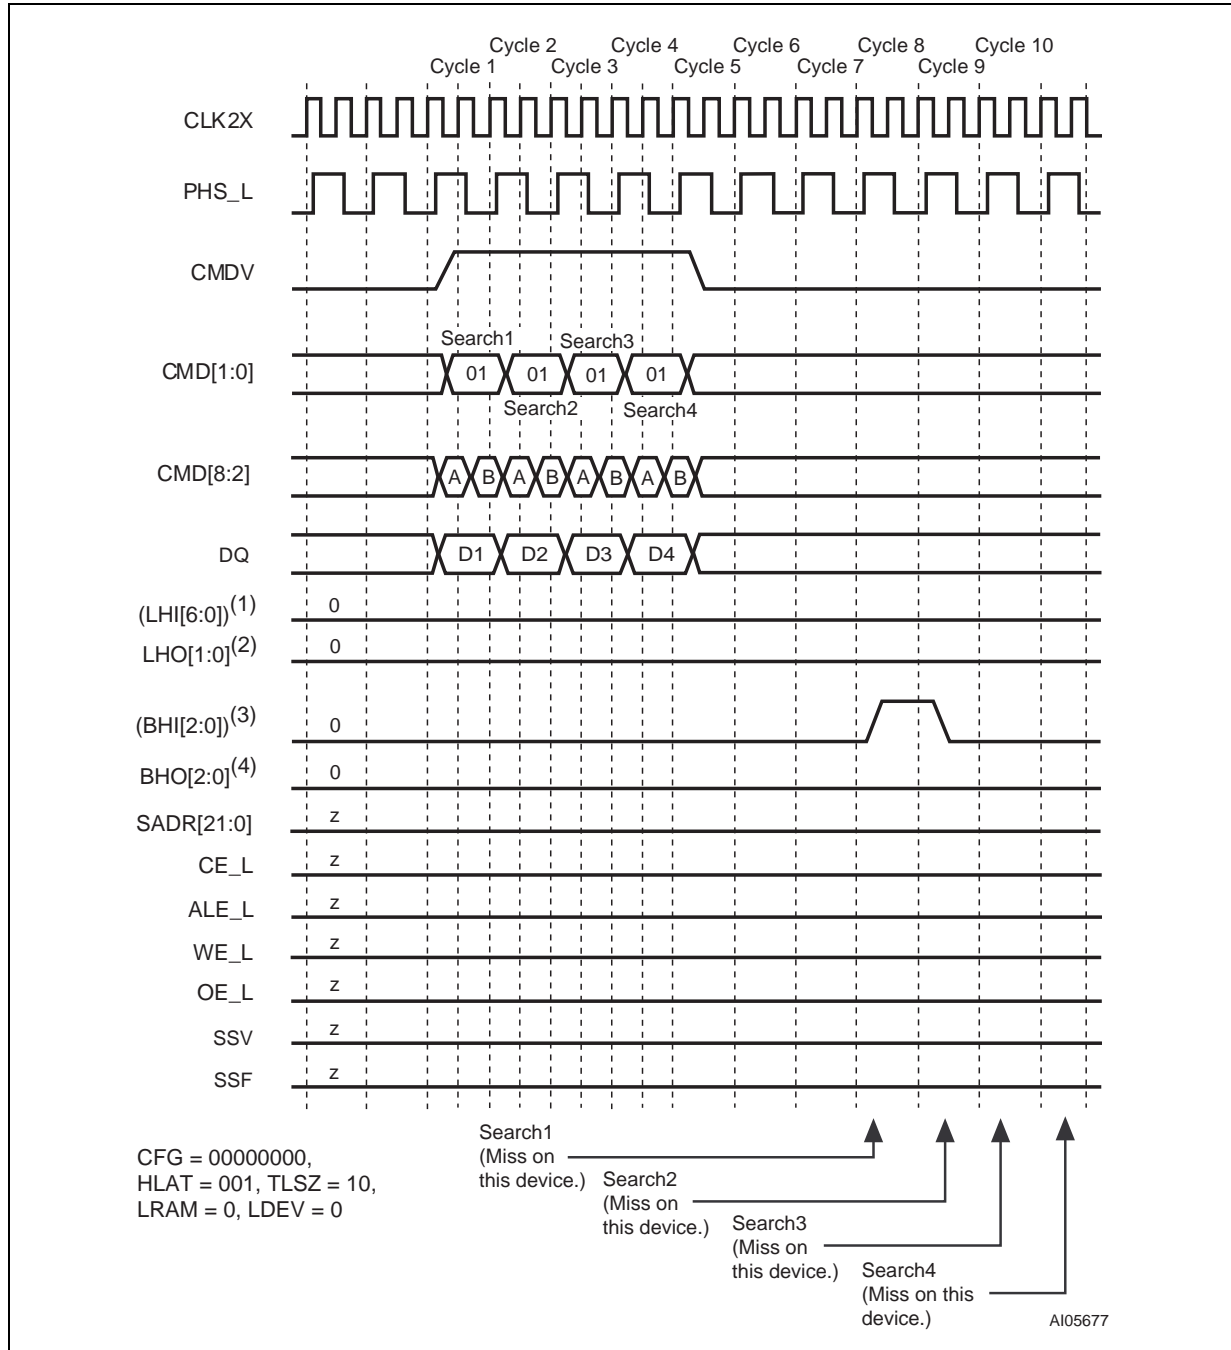 Cycle 2 Cycle 4 Cycle 6 Cycle 8 Cycle 10
Cycle 1 Cycle 3 Cycle 5 Cycle 7 Cycle 9
CLK2X
PHS_L
CMDV
Search1 Search3
CMD[1:0] 01 01 01 01
Search2 Search4
CMD[8:2] A B A B A B A B
DQ D1 D2 D3 D4
(LHI[6:0])(1) 0
LHO[1:0](2) 0
(BHI[2:0])(3) 0
BHO[2:0](4) 0
SADR[21:0] z
CE_L z
ALE_L z
WE_L z
OE_L z
SSV z
SSF z
CFG = 00000000,
HLAT = 001, TLSZ = 10,
LRAM = 0, LDEV = 0
Search1
(Miss on
this device.)
Search2
(Miss on
this device.)
Search3
(Miss on
this device.)
Search4
(Miss on this
device.)
AI05677